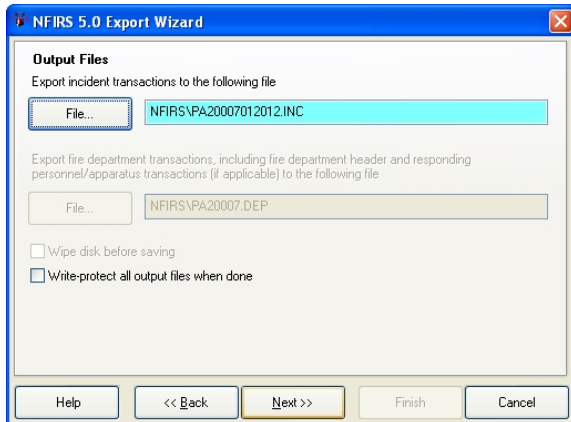 NFIRS 5.0 Export Wizard
Output Files
Export incident transactions to the following file
File...
NFIRS\PA20007012012.INC
Export fire department transactions, including fire department header and responding
personnel/apparatus transactions (if applicable) to the following file
File...
NFIRS\PA20007.DEP
Wipe disk before saving
Write-protect all output files when done
Help
<< Back
Next >>
Finish
Cancel